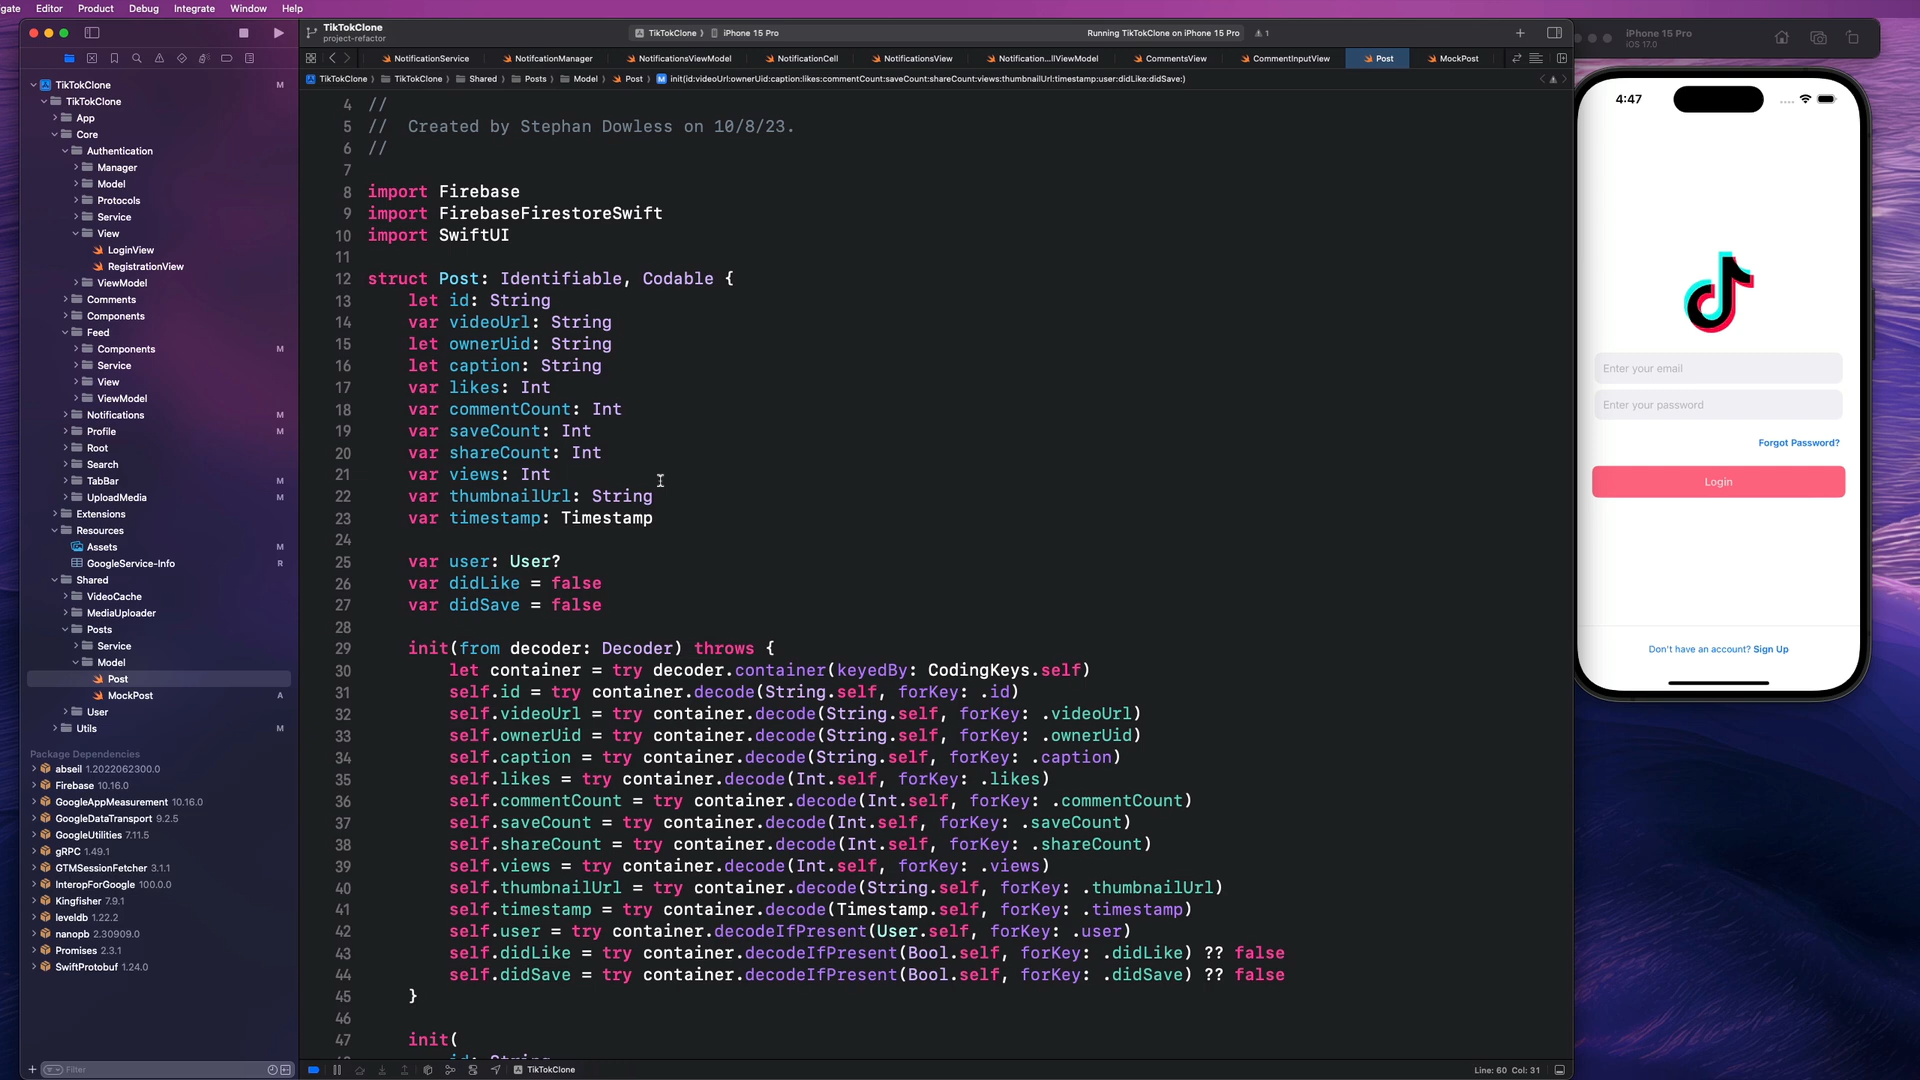 gate Editor Product Debug Integrate Window Help
TikTokClone
project-refactor
TikTokClone iPhone 15 Pro
Running TikTokClone on iPhone 15 Pro 1
NotificationService NotifcationManager NotificationsViewModel NotificationCell NotificationsView Notification...llViewModel CommentsView CommentInputView Post MockPost
TikTokClone TikTokClone Shared Posts Model Post M init(id:videoUrl:ownerUid:caption:likes:commentCount:saveCount:shareCount:views:thumbnailUrl:timestamp:user:didLike:didSave:)
TikTokClone M
TikTokClone
App
Core
Authentication
Manager
Model
Protocols
Service
View
LoginView
RegistrationView
ViewModel
Comments
Components
Feed
Components M
Service
View
ViewModel
Notifications M
Profile M
Root
Search
TabBar M
UploadMedia M
Extensions
Resources
Assets M
GoogleService-Info R
Shared
VideoCache
MediaUploader
Posts
Service
Model
Post
MockPost A
User
Utils M
Package Dependencies
abseil 1.2022062300.0
Firebase 10.16.0
GoogleAppMeasurement 10.16.0
GoogleDataTransport 9.2.5
GoogleUtilities 7.11.5
gRPC 1.49.1
GTMSessionFetcher 3.1.1
InteropForGoogle 100.0.0
Kingfisher 7.9.1
leveldb 1.22.2
nanopb 2.30909.0
Promises 2.3.1
SwiftProtobuf 1.24.0
Filter
4 //
5 //  Created by Stephan Dowless on 10/8/23.
6 //
7
8 import Firebase
9 import FirebaseFirestoreSwift
10 import SwiftUI
11
12 struct Post: Identifiable, Codable {
13     let id: String
14     var videoUrl: String
15     let ownerUid: String
16     let caption: String
17     var likes: Int
18     var commentCount: Int
19     var saveCount: Int
20     var shareCount: Int
21     var views: Int
22     var thumbnailUrl: String
23     var timestamp: Timestamp
24
25     var user: User?
26     var didLike = false
27     var didSave = false
28
29     init(from decoder: Decoder) throws {
30         let container = try decoder.container(keyedBy: CodingKeys.self)
31         self.id = try container.decode(String.self, forKey: .id)
32         self.videoUrl = try container.decode(String.self, forKey: .videoUrl)
33         self.ownerUid = try container.decode(String.self, forKey: .ownerUid)
34         self.caption = try container.decode(String.self, forKey: .caption)
35         self.likes = try container.decode(Int.self, forKey: .likes)
36         self.commentCount = try container.decode(Int.self, forKey: .commentCount)
37         self.saveCount = try container.decode(Int.self, forKey: .saveCount)
38         self.shareCount = try container.decode(Int.self, forKey: .shareCount)
39         self.views = try container.decode(Int.self, forKey: .views)
40         self.thumbnailUrl = try container.decode(String.self, forKey: .thumbnailUrl)
41         self.timestamp = try container.decode(Timestamp.self, forKey: .timestamp)
42         self.user = try container.decodeIfPresent(User.self, forKey: .user)
43         self.didLike = try container.decodeIfPresent(Bool.self, forKey: .didLike) ?? false
44         self.didSave = try container.decodeIfPresent(Bool.self, forKey: .didSave) ?? false
45     }
46
47     init(
id: String
TikTokClone
Line: 60 Col: 31
iPhone 15 Pro
iOS 17.0
4:47
Enter your email
Enter your password
Forgot Password?
Login
Don't have an account? Sign Up